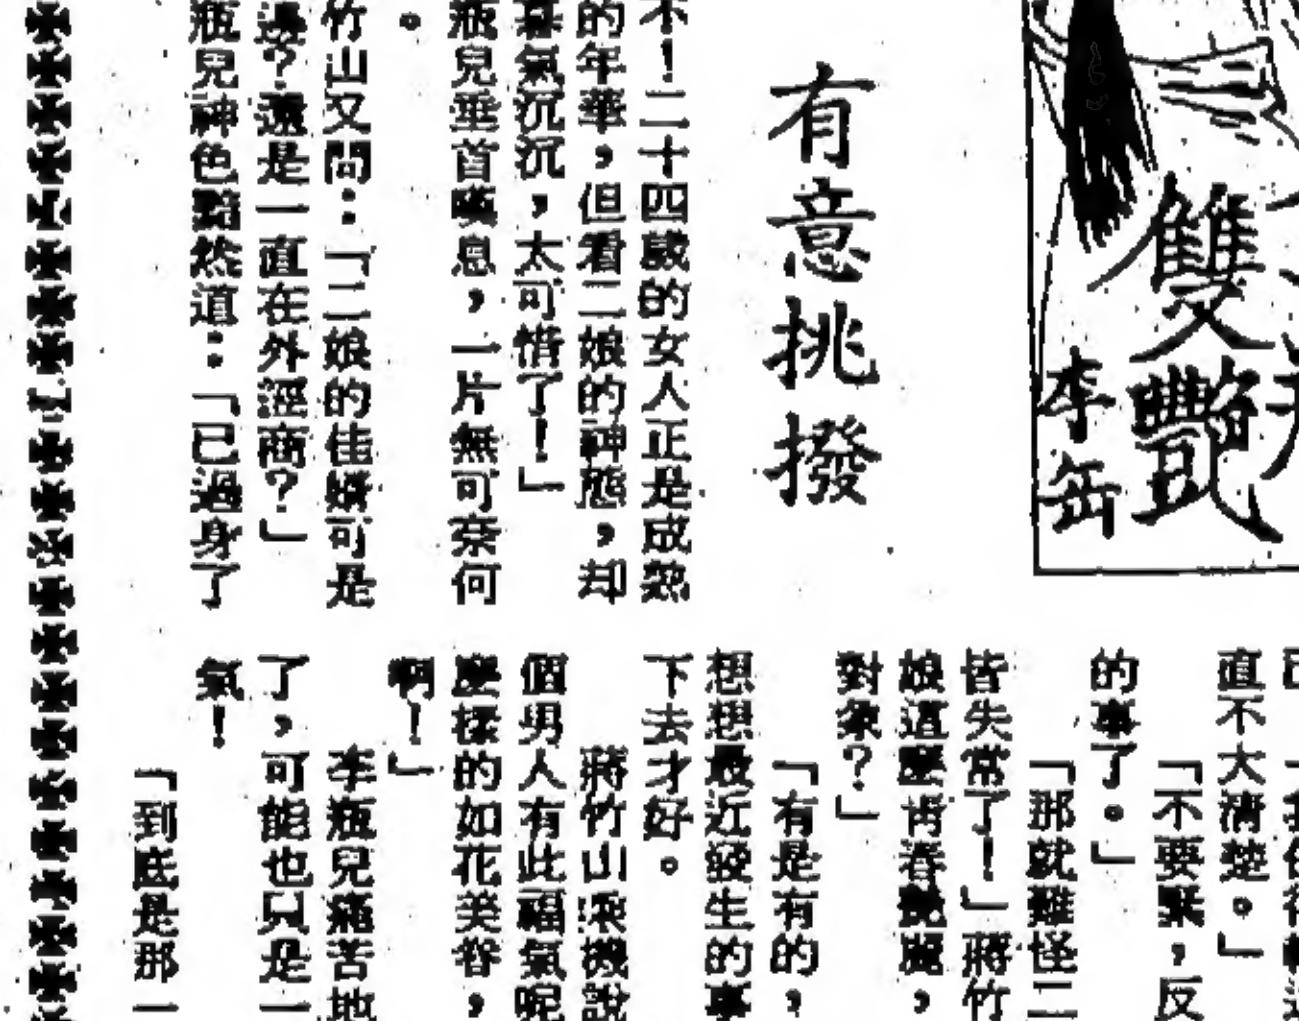 雙艷
李岳
有意挑撥
不！二十四歲的女人正是成熟
的年華，但看二娘的神態，却
暮氣沉沉，太可惜了！」
瓶兒垂首嘆息，一片無可奈何
。
竹山又問：「二娘的佳婿可是
還是一直在外經商？」
瓶兒神色黯然道：「已過身了
直不大清楚。」
「不要緊，反
的事了。」
「那就難怪二
皆失常了！」蔣竹
娘這麼青春艷麗，
對象？」
「有是有的，
想想最近發生的事
下去才好。
蔣竹山乘機說
個男人有此福氣呢
麼樣的如花美眷，
啊！」
李瓶兒痛苦地
了，可能也只是一
氣！
「到底是那一